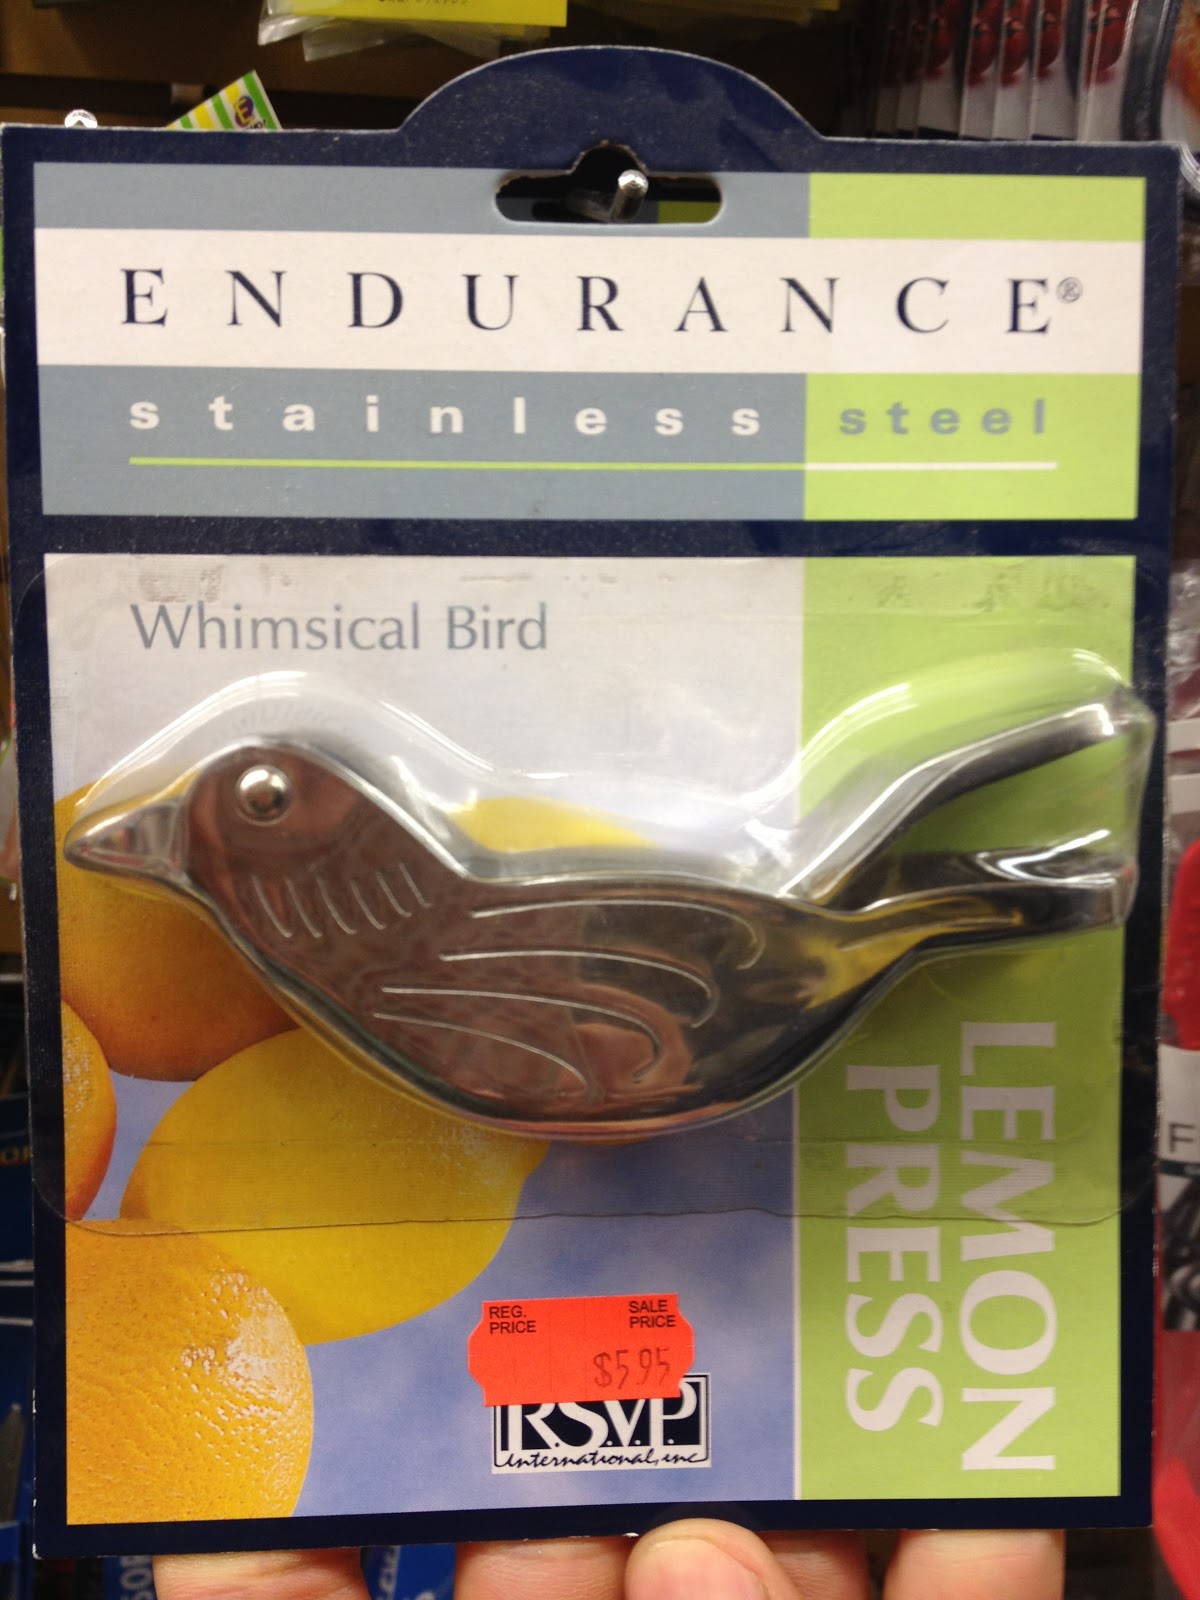 ENDURANCE®
stainless steel
Whimsical Bird
LEMON
PRESS
REG. PRICE
SALE PRICE
$5.95
R.S.V.P.
International, inc